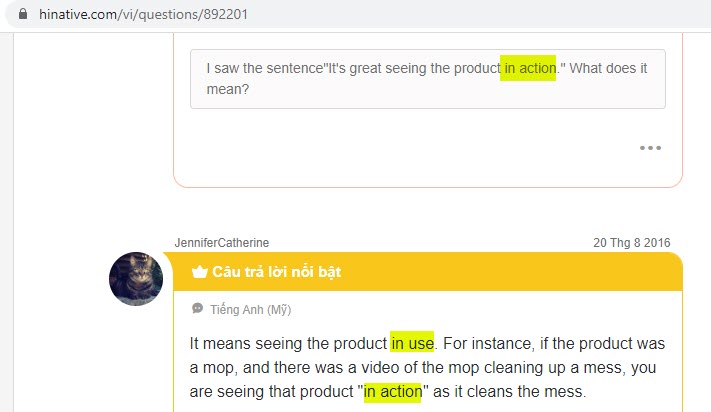 hinative.com/vi/questions/892201
I saw the sentence"It's great seeing the product in action." What does it
mean?
JenniferCatherine
20 Thg 8 2016
Câu trả lời nổi bật
Tiếng Anh (Mỹ)
It means seeing the product in use. For instance, if the product was
a mop, and there was a video of the mop cleaning up a mess, you
are seeing that product "in action" as it cleans the mess.